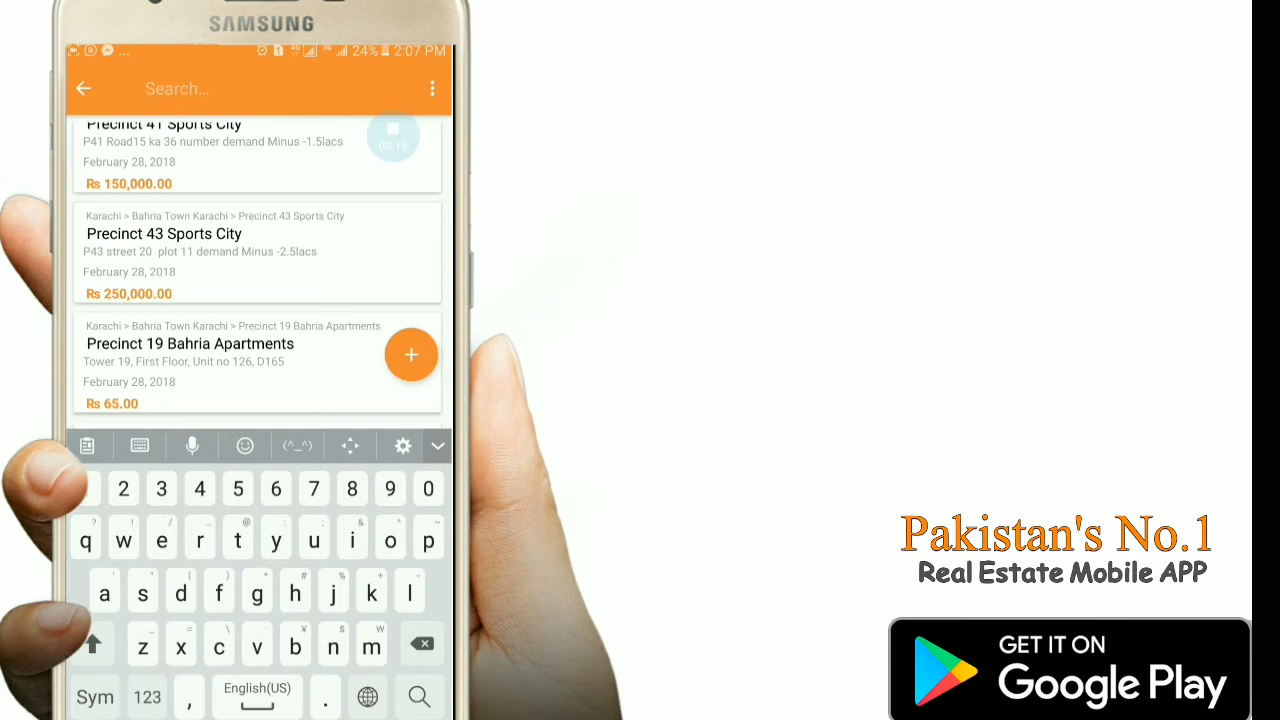 SAMSUNG
... 24% 2:07 PM
Search...
Precinct 41 Sports City
P41 Road15 ka 36 number demand Minus -1.5lacs
00:15
February 28, 2018
Rs 150,000.00
Karachi > Bahria Town Karachi > Precinct 43 Sports City
Precinct 43 Sports City
P43 street 20 plot 11 demand Minus -2.5lacs
February 28, 2018
Rs 250,000.00
Karachi > Bahria Town Karachi > Precinct 19 Bahria Apartments
Precinct 19 Bahria Apartments
+
Tower 19, First Floor, Unit no 126, D165
February 28, 2018
Rs 65.00
(^_^)
2 3 4 5 6 7 8 9 0
q w e r t y u i o p
a s d f g h j k l
z x c v b n m
Sym 123 , English(US) .
Pakistan's No.1
Real Estate Mobile APP
GET IT ON
Google Play